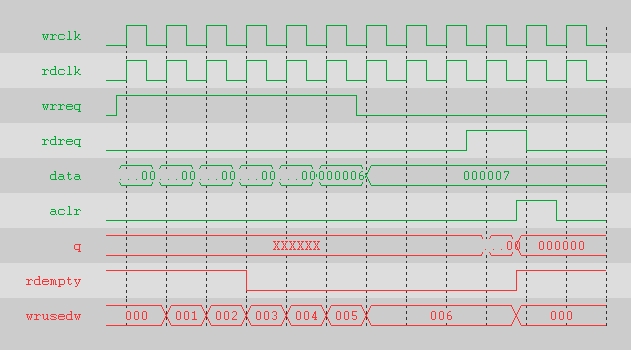 wrclk
rdclk
wrreq
rdreq
data ...00 ...00 ...00 ...00 ...00 000006 000007
aclr
q XXXXXX ...00 000000
rdempty
wrusedw 000 001 002 003 004 005 006 000